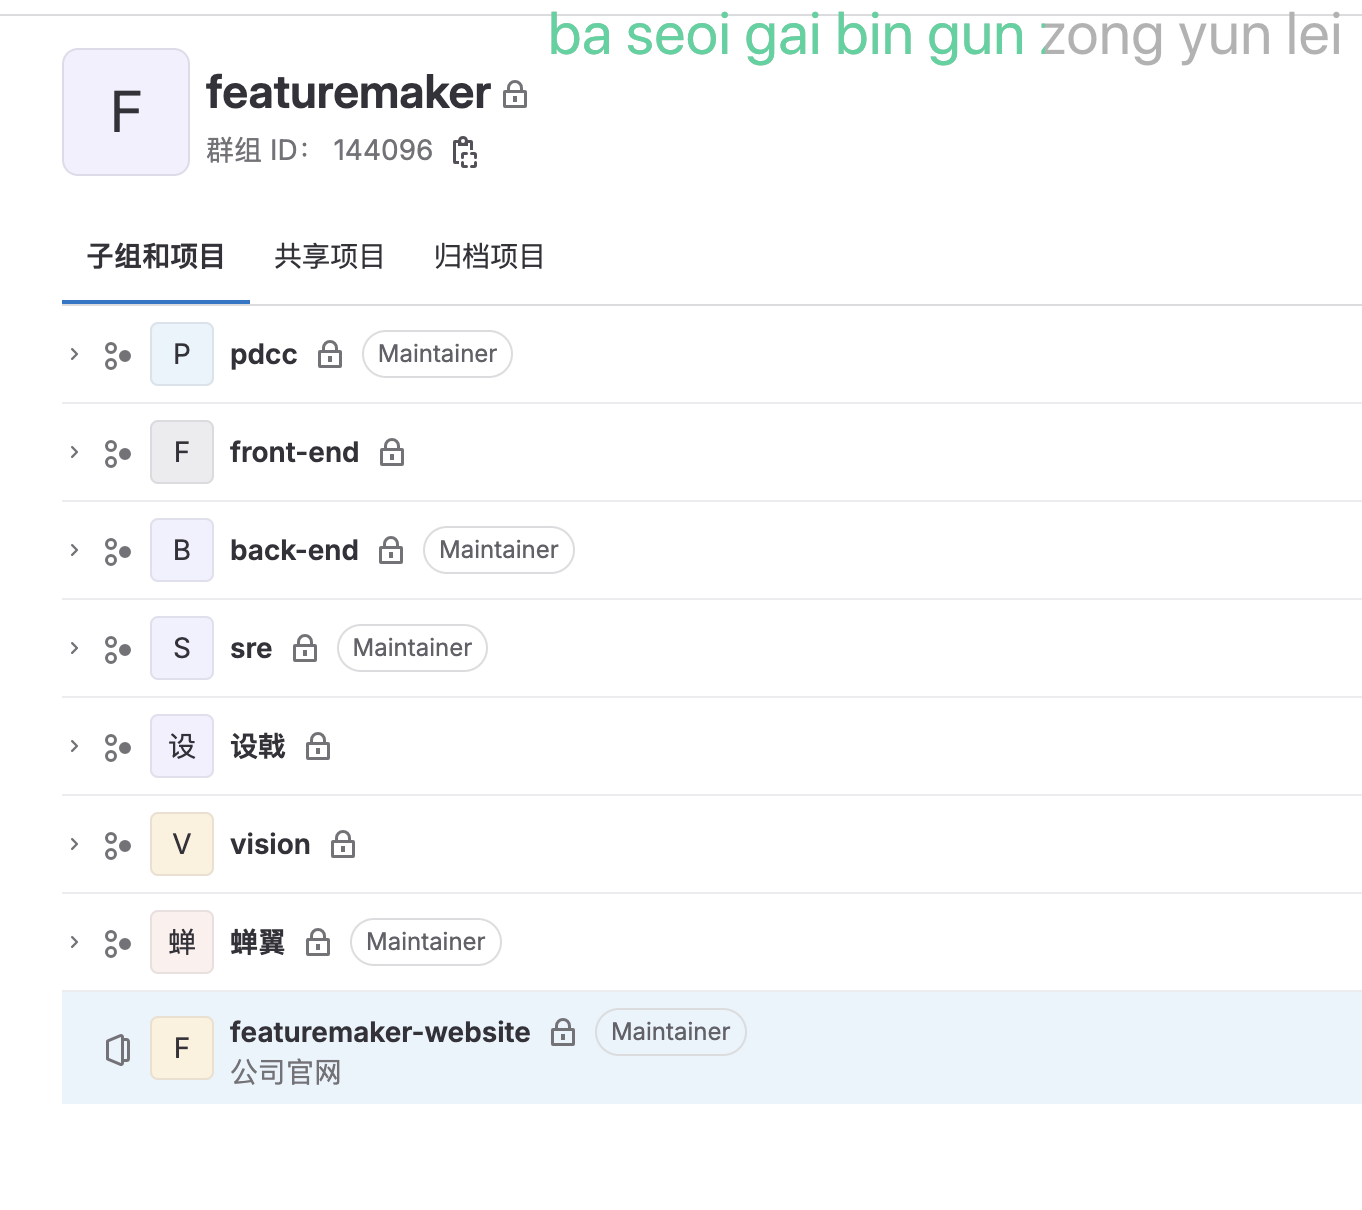 ba seoi gai bin gun zong yun lei
F
featuremaker
群组 ID： 144096
子组和项目 共享项目 归档项目
P pdcc Maintainer
F front-end
B back-end Maintainer
S sre Maintainer
设 设戟
V vision
蝉 蝉翼 Maintainer
F featuremaker-website Maintainer
公司官网